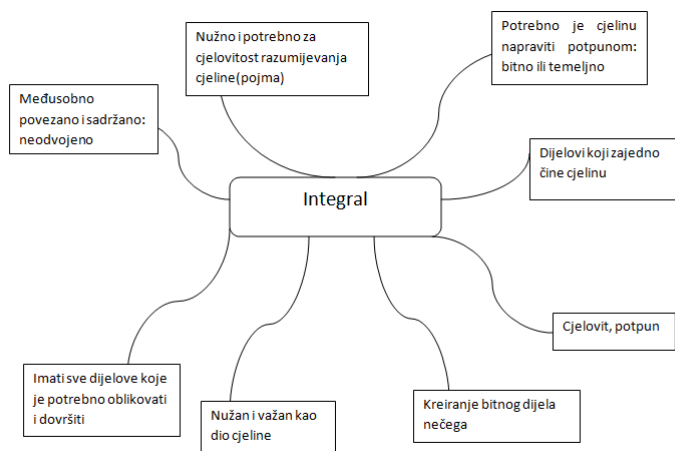 Nužno i potrebno za
cjelovitost razumijevanja
cjeline(pojma)
Potrebno je cjelinu
napraviti potpunom:
bitno ili temeljno
Međusobno
povezano i sadržano:
neodvojeno
Dijelovi koji zajedno
čine cjelinu
Integral
Cjelovit, potpun
Imati sve dijelove koje
je potrebno oblikovati
i dovršiti
Nužan i važan kao
dio cjeline
Kreiranje bitnog dijela
nečega